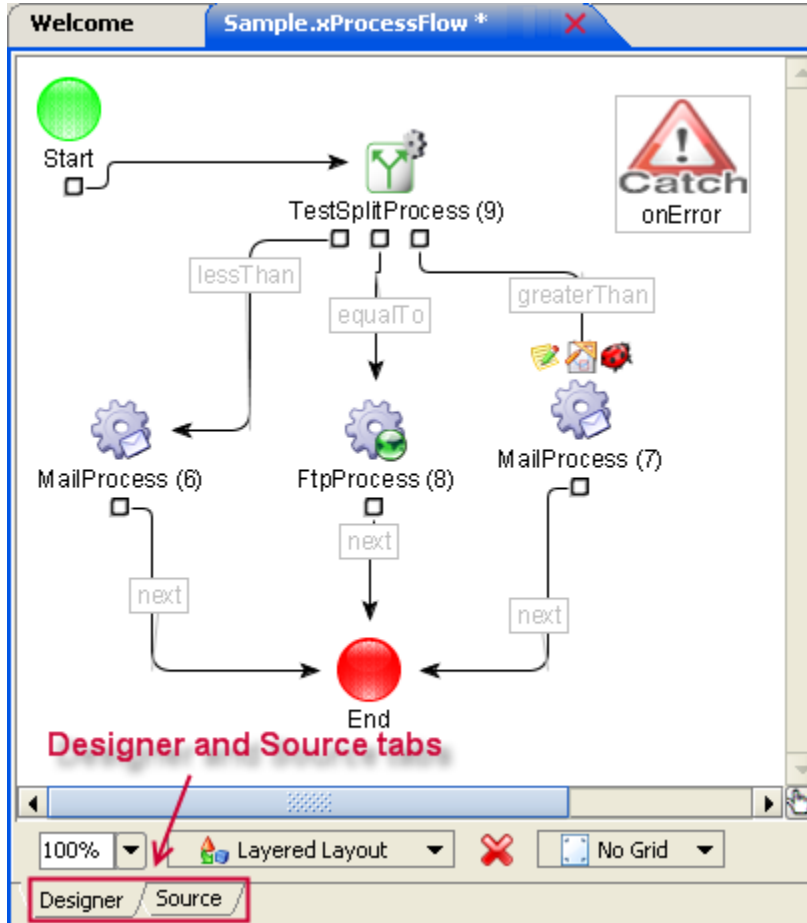 Welcome
Sample.xProcessFlow *
Start
TestSplitProcess (9)
Catch
onError
lessThan
equalTo
greaterThan
MailProcess (6)
FtpProcess (8)
MailProcess (7)
next
next
next
End
Designer and Source tabs
100%
Layered Layout
No Grid
Designer
Source